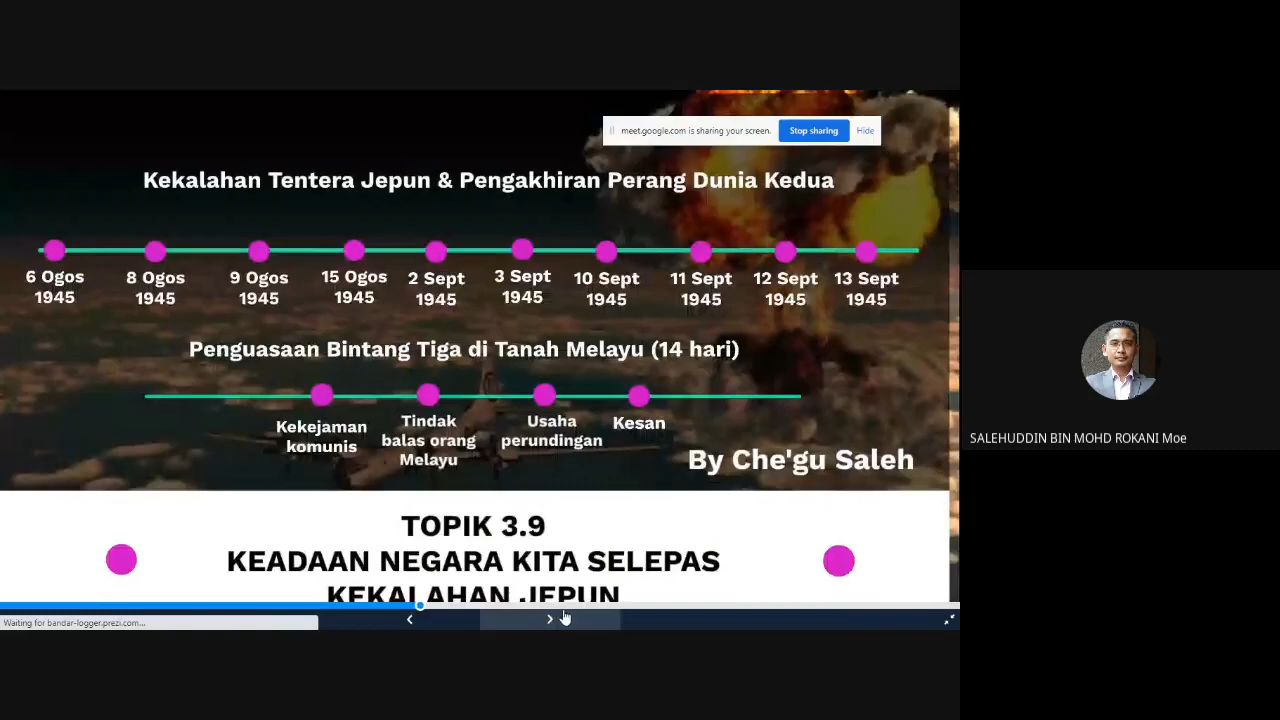 meet.google.com is sharing your screen.
Stop sharing
Hide
Kekalahan Tentera Jepun & Pengakhiran Perang Dunia Kedua
6 Ogos
1945
8 Ogos
1945
9 Ogos
1945
15 Ogos
1945
2 Sept
1945
3 Sept
1945
10 Sept
1945
11 Sept
1945
12 Sept
1945
13 Sept
1945
Penguasaan Bintang Tiga di Tanah Melayu (14 hari)
Kekejaman
komunis
Tindak
balas orang
Melayu
Usaha
perundingan
Kesan
By Che'gu Saleh
TOPIK 3.9
KEADAAN NEGARA KITA SELEPAS
KEKALAHAN JEPUN
Waiting for bandar-logger.prezi.com...
SALEHUDDIN BIN MOHD ROKANI Moe